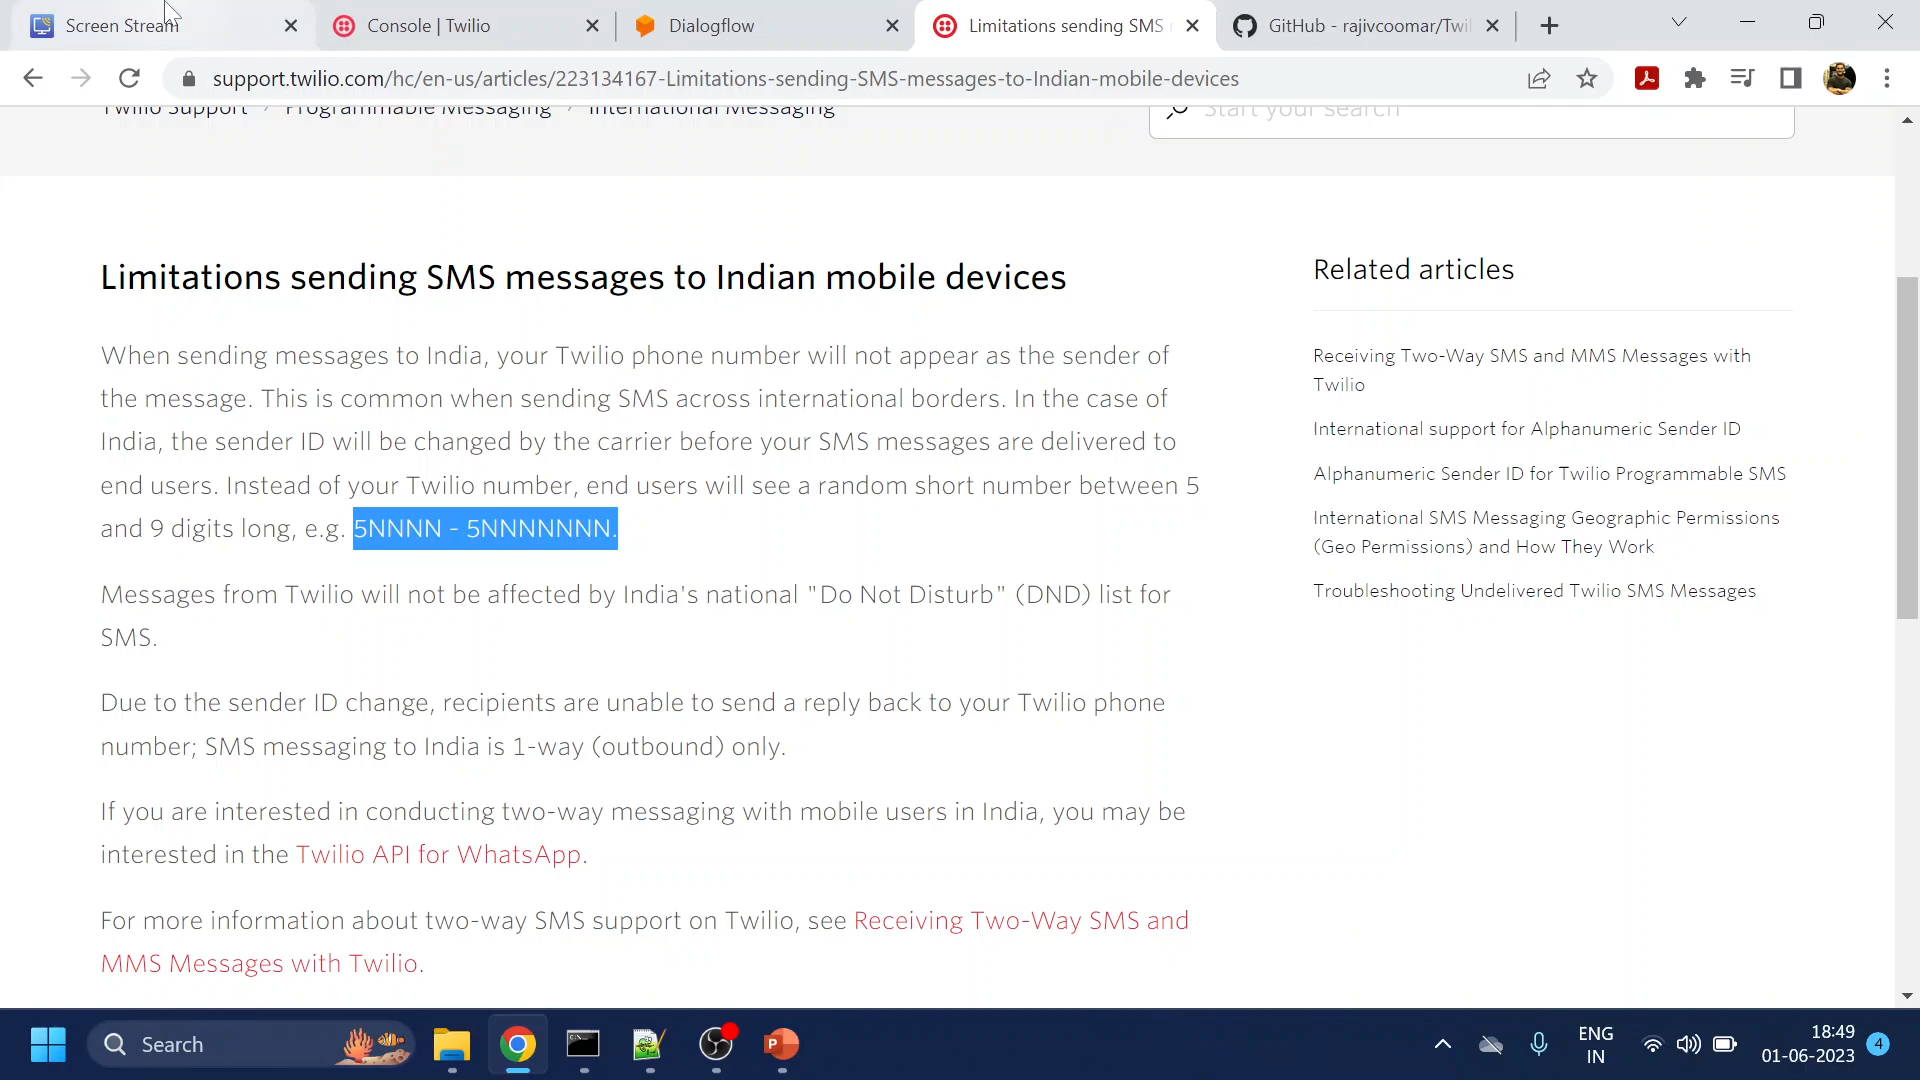 Screen Stream
Console | Twilio
Dialogflow
Limitations sending SMS
GitHub - rajivcoomar/Twil
support.twilio.com/hc/en-us/articles/223134167-Limitations-sending-SMS-messages-to-Indian-mobile-devices
Twilio Support
Programmable Messaging
International Messaging
Start your search
Limitations sending SMS messages to Indian mobile devices
When sending messages to India, your Twilio phone number will not appear as the sender of
the message. This is common when sending SMS across international borders. In the case of
India, the sender ID will be changed by the carrier before your SMS messages are delivered to
end users. Instead of your Twilio number, end users will see a random short number between 5
and 9 digits long, e.g. 5NNNN - 5NNNNNNN.
Messages from Twilio will not be affected by India's national "Do Not Disturb" (DND) list for
SMS.
Due to the sender ID change, recipients are unable to send a reply back to your Twilio phone
number; SMS messaging to India is 1-way (outbound) only.
If you are interested in conducting two-way messaging with mobile users in India, you may be
interested in the Twilio API for WhatsApp.
For more information about two-way SMS support on Twilio, see Receiving Two-Way SMS and
MMS Messages with Twilio.
Related articles
Receiving Two-Way SMS and MMS Messages with
Twilio
International support for Alphanumeric Sender ID
Alphanumeric Sender ID for Twilio Programmable SMS
International SMS Messaging Geographic Permissions
(Geo Permissions) and How They Work
Troubleshooting Undelivered Twilio SMS Messages
Search
P
ENG
IN
18:49
01-06-2023
4